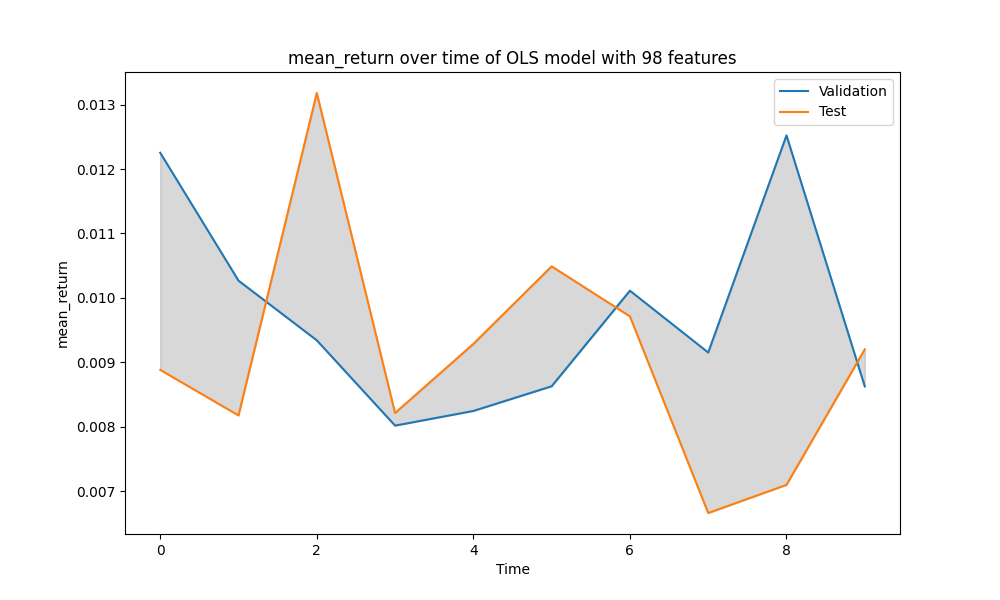 mean_return over time of OLS model with 98 features
Validation
Test
0.013
0.012
0.011
0.010
0.009
0.008
0.007
mean_return
0 2 4 6 8
Time